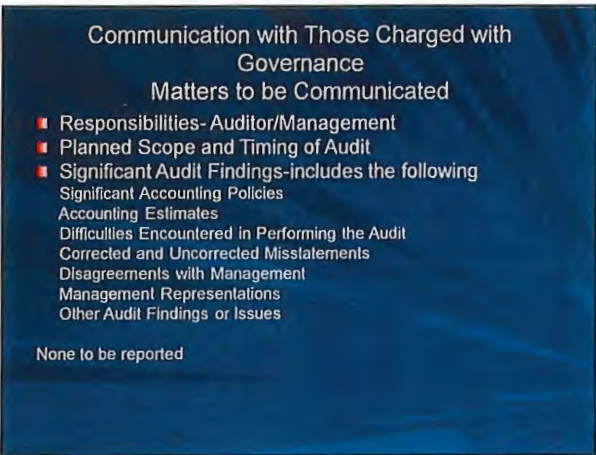 Communication with Those Charged with
Governance
Matters to be Communicated
Responsibilities- Auditor/Management
Planned Scope and Timing of Audit
Significant Audit Findings-includes the following
Significant Accounting Policies
Accounting Estimates
Difficulties Encountered in Performing the Audit
Corrected and Uncorrected Misstatements
Disagreements with Management
Management Representations
Other Audit Findings or Issues
None to be reported